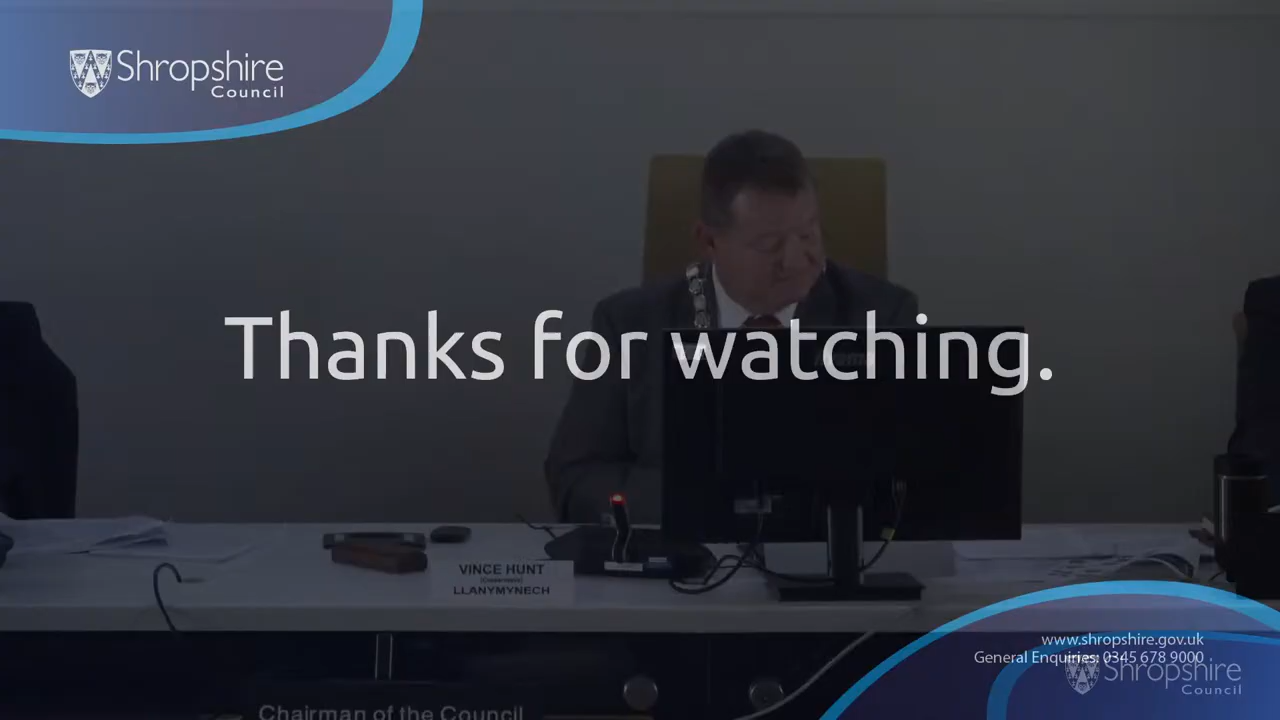 Shropshire
Council
Thanks for watching.
VINCE HUNT
(Conservative)
LLANYMYNECH
www.shropshire.gov.uk
General Enquiries: 0345 678 9000
Shropshire
Council
Chairman of the Council